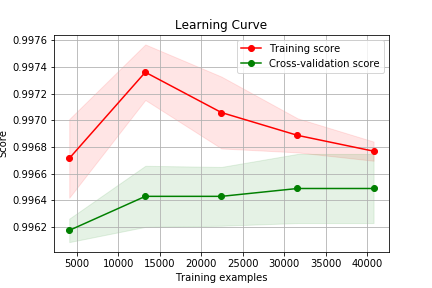 Learning Curve
0.9976
0.9974
0.9972
0.9970
0.9968
0.9966
0.9964
0.9962
Score
Training score
Cross-validation score
5000 10000 15000 20000 25000 30000 35000 40000
Training examples